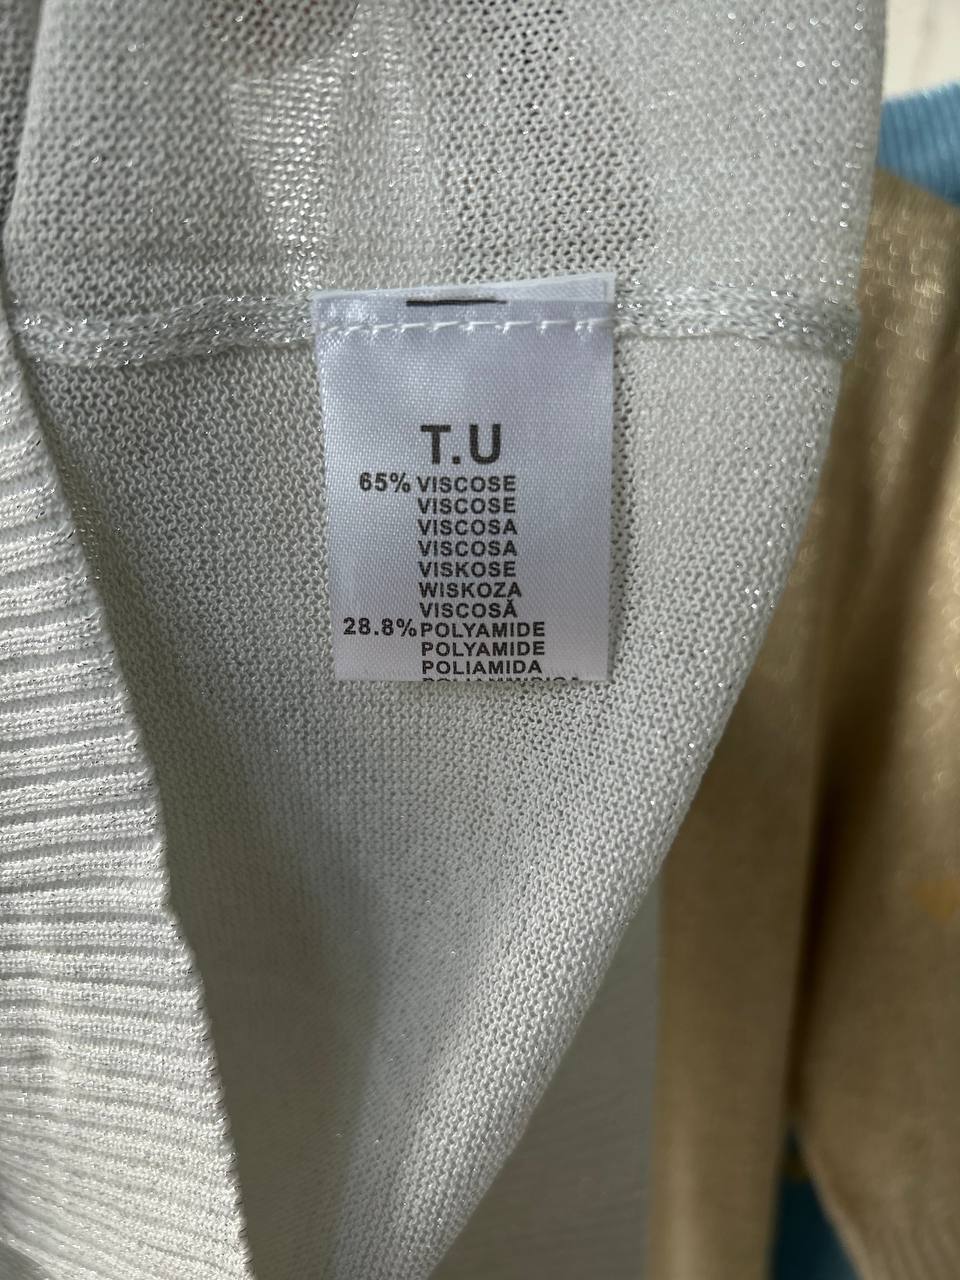 T.U
65% VISCOSE
VISCOSE
VISCOSA
VISCOSA
VISKOSE
WISKOZA
VISCOSĂ
28.8% POLYAMIDE
POLYAMIDE
POLIAMIDA